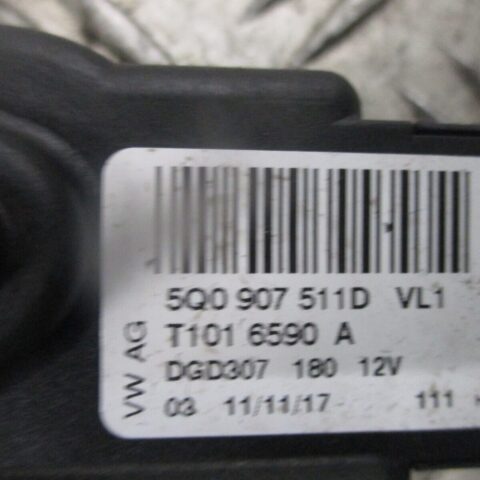 5Q0 907 511D VL1
T101 6590 A
DGD307 180 12V
03 11/11/17 111
VW AG